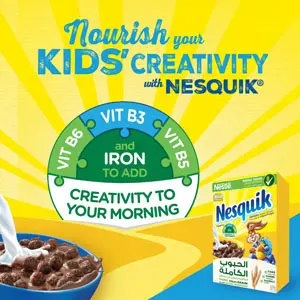 Nourish your
KIDS' CREATIVITY
with NESQUIK®
VIT B6
VIT B3
VIT B5
and
IRON
TO ADD
CREATIVITY TO
YOUR MORNING
Nestlé
Nesquik
الحبوب
الكاملة